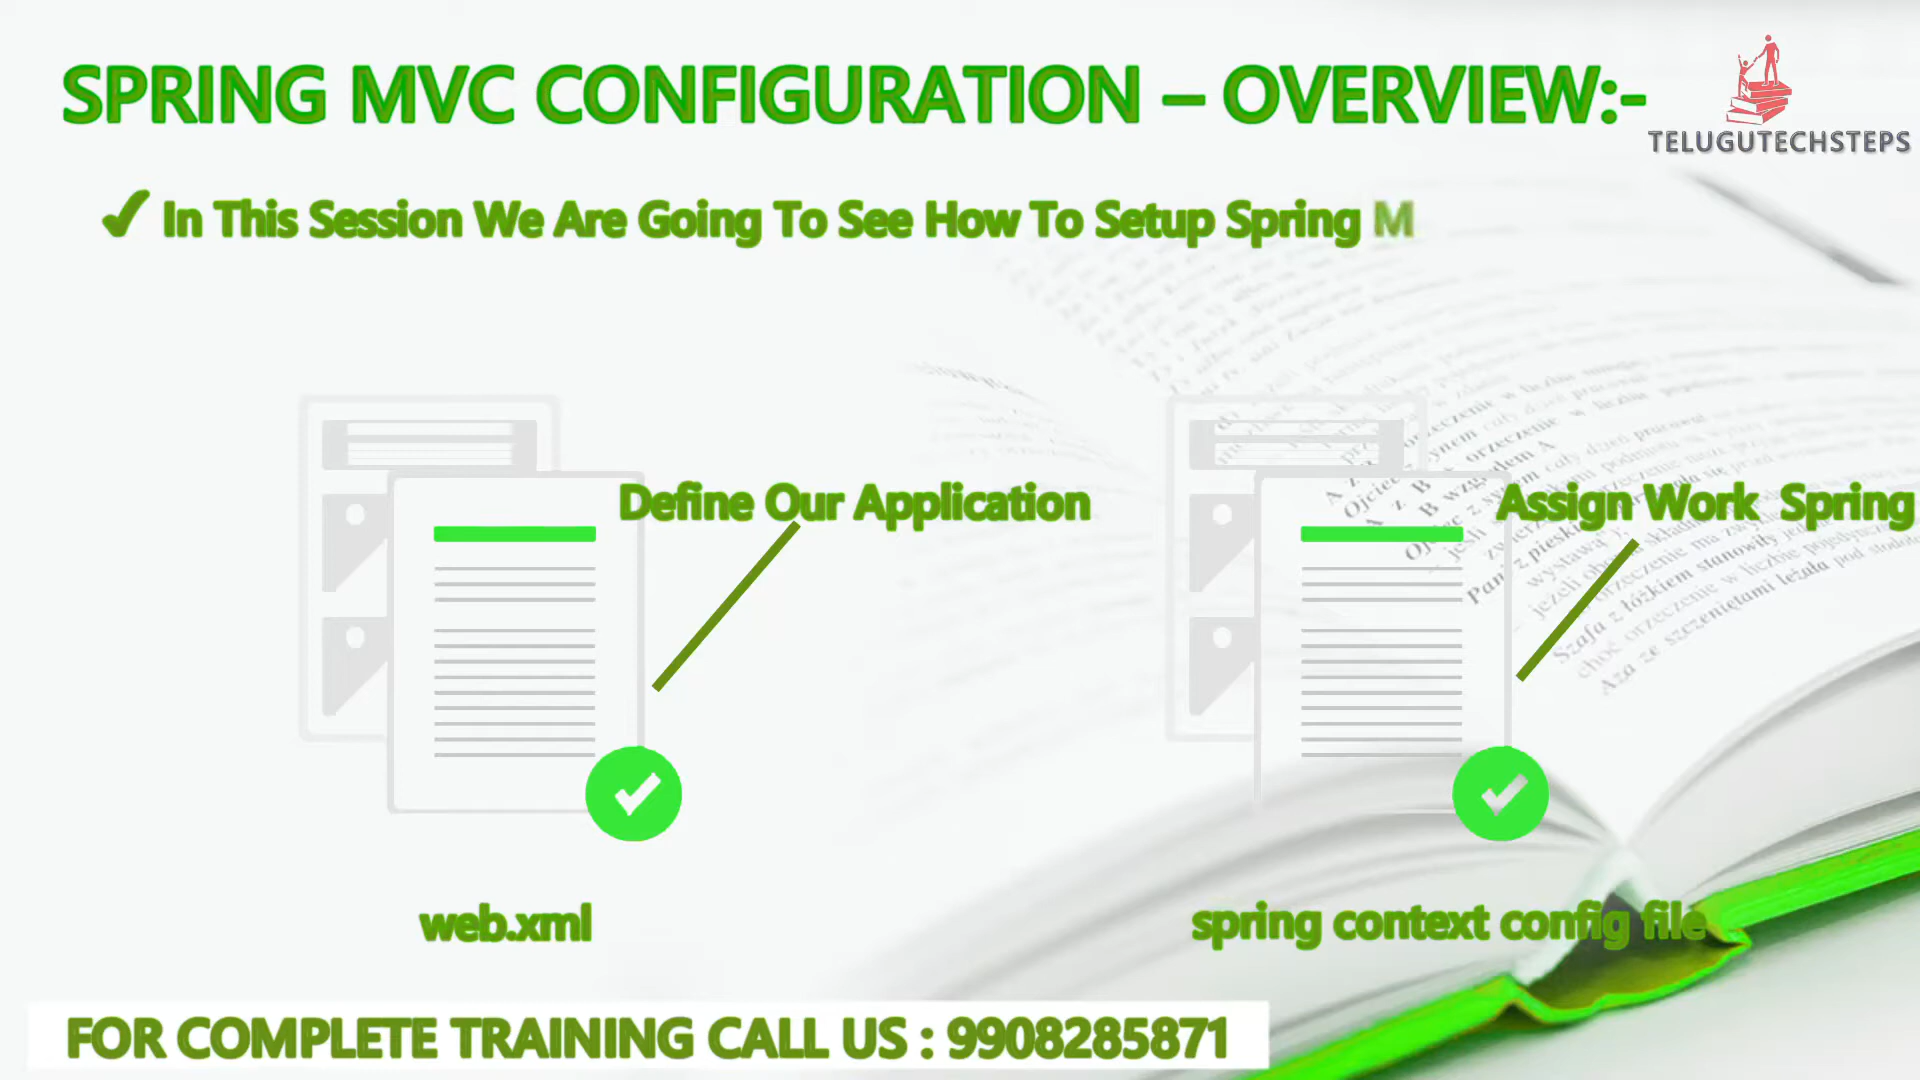 SPRING MVC CONFIGURATION – OVERVIEW:-
TELUGUTECHSTEPS
✔ In This Session We Are Going To See How To Setup Spring M
Define Our Application
Assign Work Spring
web.xml
spring context config file
FOR COMPLETE TRAINING CALL US : 9908285871